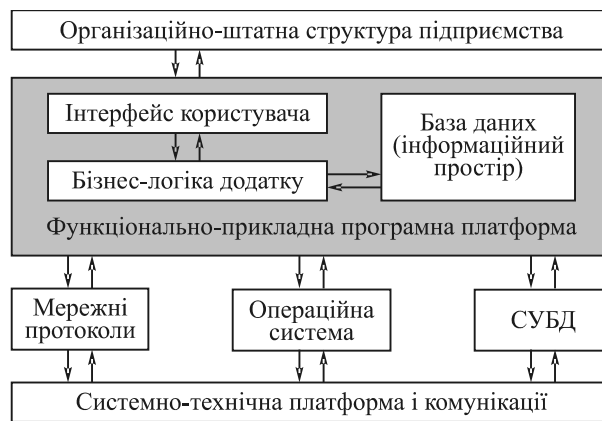 Організаційно-штатна структура підприємства
Інтерфейс користувача
База даних
(інформаційний
простір)
Бізнес-логіка додатку
Функціонально-прикладна програмна платформа
Мережні
протоколи
Операційна
система
СУБД
Системно-технічна платформа і комунікації